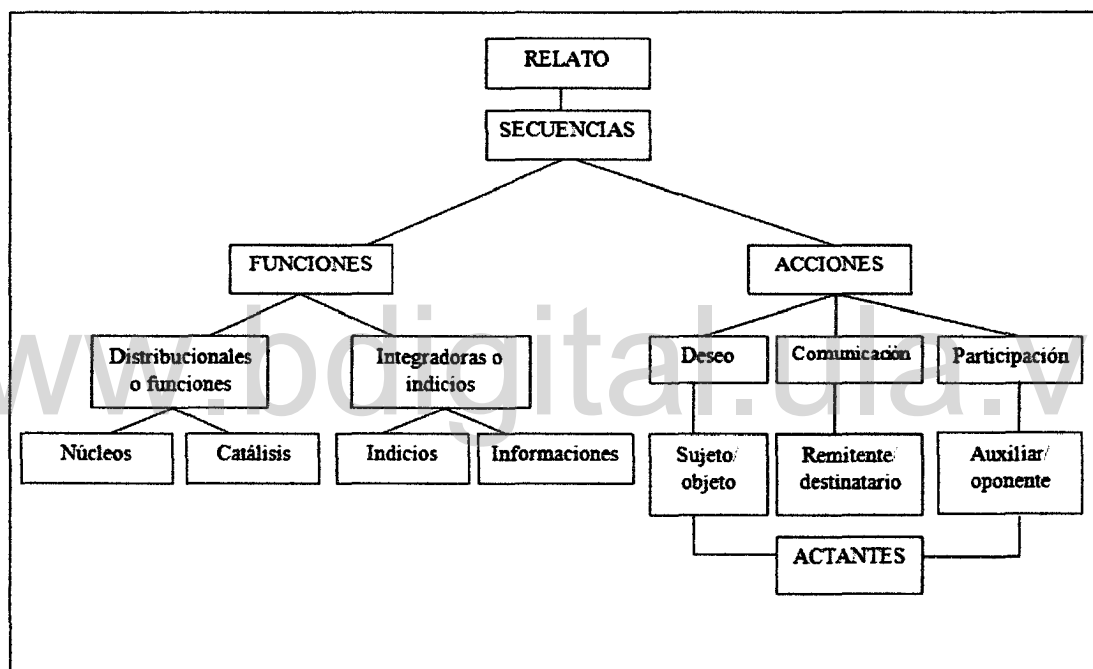 RELATO
SECUENCIAS
FUNCIONES
ACCIONES
Distribucionales
o funciones
Integradoras o
indicios
Deseo
Comunicación
Participación
Núcleos
Catálisis
Indicios
Informaciones
Sujeto/
objeto
Remitente/
destinatario
Auxiliar/
oponente
ACTANTES
www.bdigital.ula.v